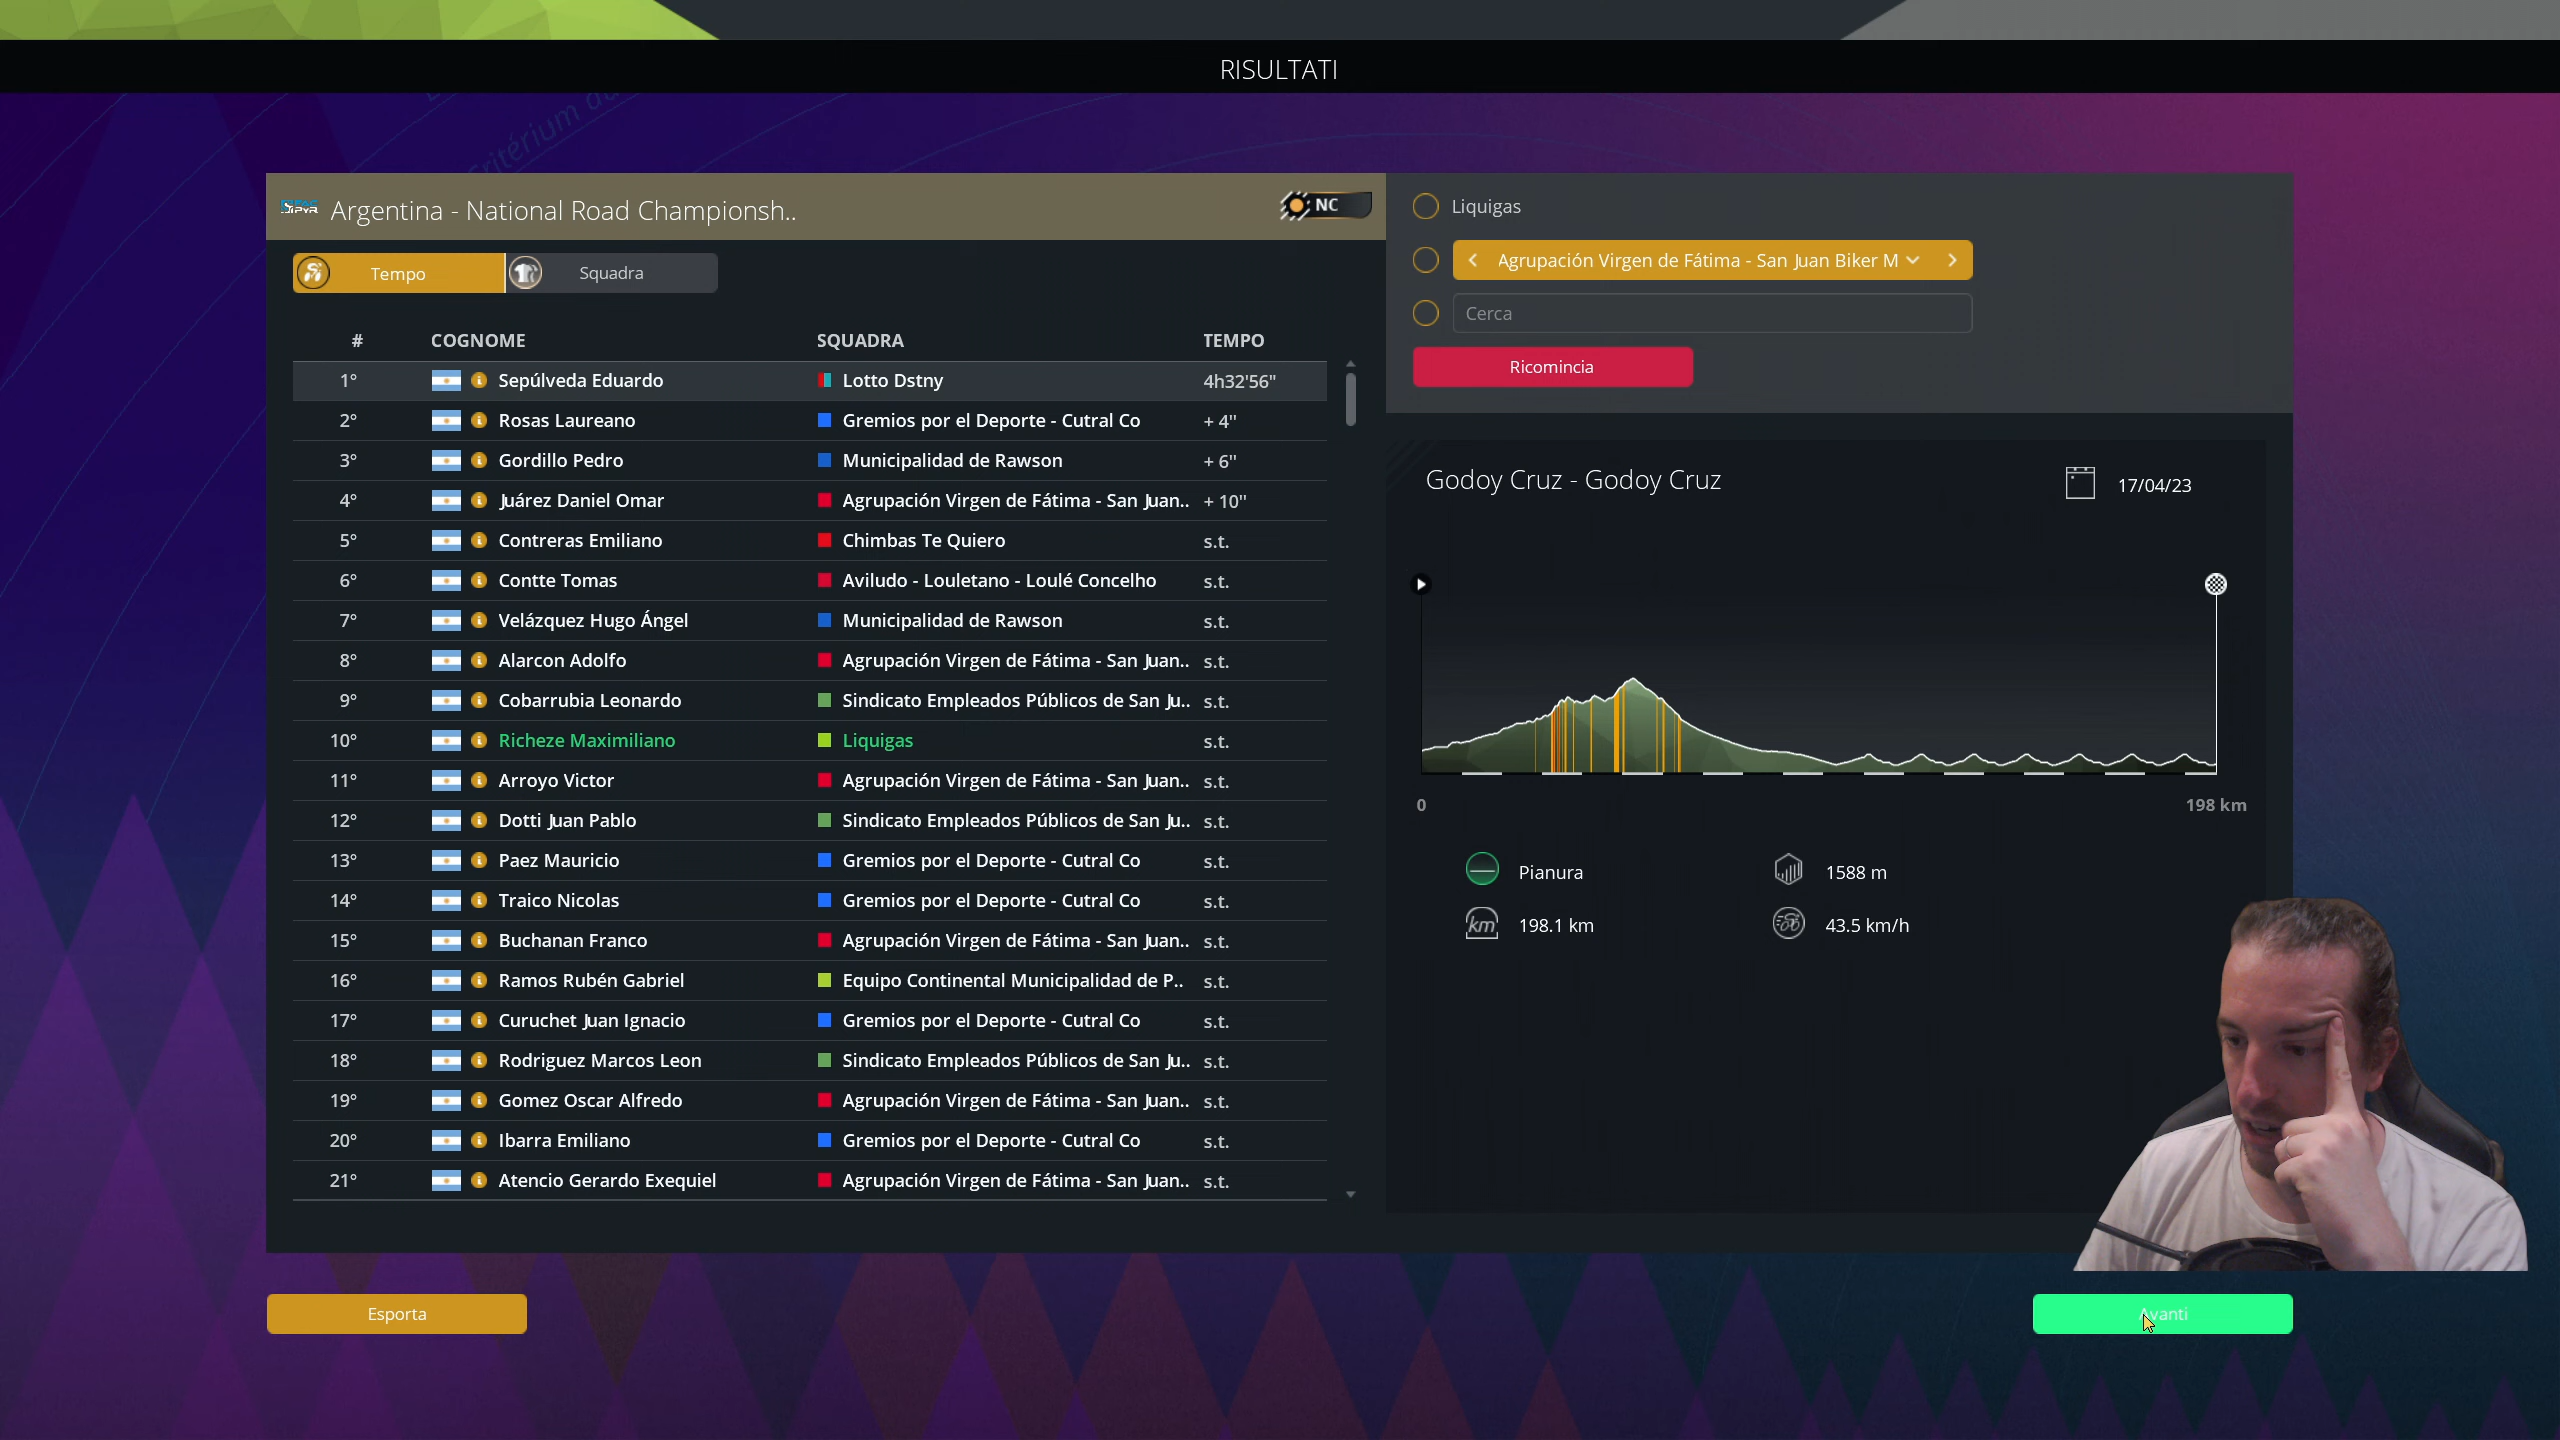 RISULTATI
Argentina - National Road Championsh..
NC
Tempo
Squadra
# COGNOME SQUADRA TEMPO
1° Sepúlveda Eduardo Lotto Dstny 4h32'56"
2° Rosas Laureano Gremios por el Deporte - Cutral Co + 4''
3° Gordillo Pedro Municipalidad de Rawson + 6''
4° Juárez Daniel Omar Agrupación Virgen de Fátima - San Juan.. + 10''
5° Contreras Emiliano Chimbas Te Quiero s.t.
6° Contte Tomas Aviludo - Louletano - Loulé Concelho s.t.
7° Velázquez Hugo Ángel Municipalidad de Rawson s.t.
8° Alarcon Adolfo Agrupación Virgen de Fátima - San Juan.. s.t.
9° Cobarrubia Leonardo Sindicato Empleados Públicos de San Ju.. s.t.
10° Richeze Maximiliano Liquigas s.t.
11° Arroyo Victor Agrupación Virgen de Fátima - San Juan.. s.t.
12° Dotti Juan Pablo Sindicato Empleados Públicos de San Ju.. s.t.
13° Paez Mauricio Gremios por el Deporte - Cutral Co s.t.
14° Traico Nicolas Gremios por el Deporte - Cutral Co s.t.
15° Buchanan Franco Agrupación Virgen de Fátima - San Juan.. s.t.
16° Ramos Rubén Gabriel Equipo Continental Municipalidad de P.. s.t.
17° Curuchet Juan Ignacio Gremios por el Deporte - Cutral Co s.t.
18° Rodriguez Marcos Leon Sindicato Empleados Públicos de San Ju.. s.t.
19° Gomez Oscar Alfredo Agrupación Virgen de Fátima - San Juan.. s.t.
20° Ibarra Emiliano Gremios por el Deporte - Cutral Co s.t.
21° Atencio Gerardo Exequiel Agrupación Virgen de Fátima - San Juan.. s.t.
Liquigas
Agrupación Virgen de Fátima - San Juan Biker M
Cerca
Ricomincia
Godoy Cruz - Godoy Cruz
17/04/23
0 198 km
Pianura
1588 m
km 198.1 km
43.5 km/h
Esporta
Avanti